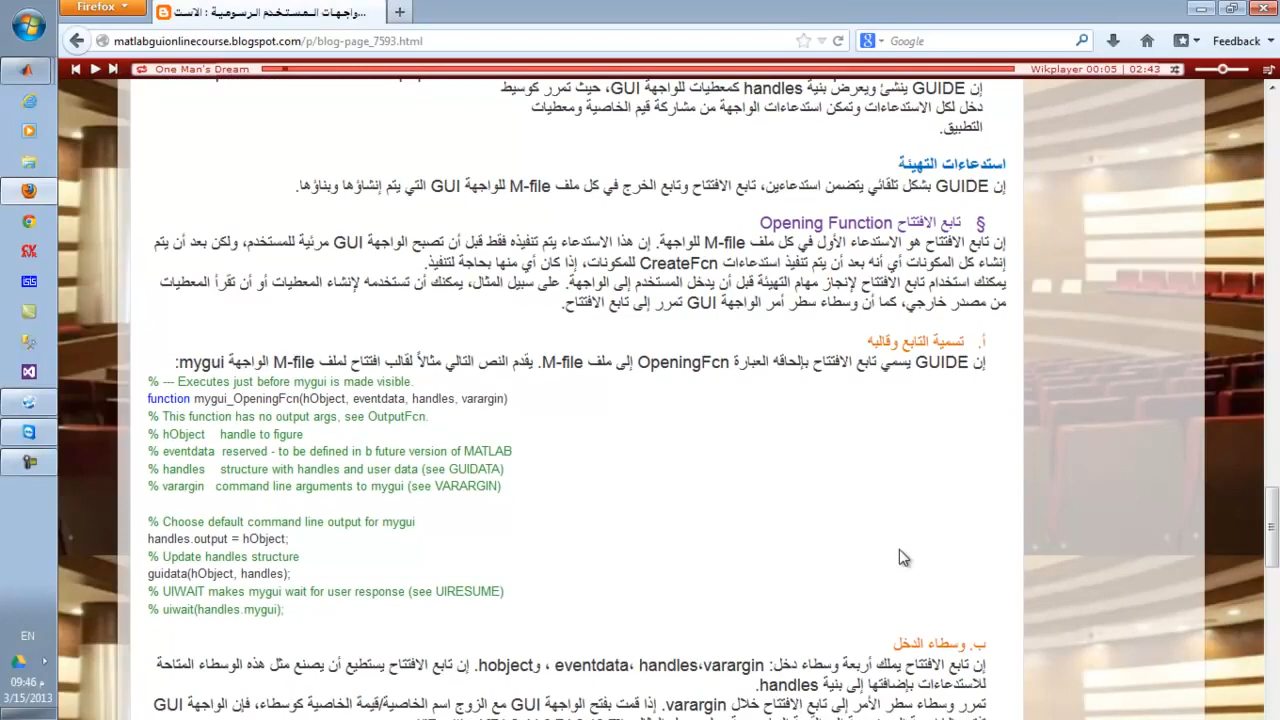 Firefox
واجهات المستخدم الرسومية : الاست...
matlabguionlinecourse.blogspot.com/p/blog-page_7593.html
Google
Feedback
One Man's Dream
Wikplayer 00:05 | 02:43
إن GUIDE ينشئ ويعرض بنية handles كمعطيات للواجهة GUI، حيث تمرر كوسيط
دخل لكل الاستدعاءات وتمكن استدعاءات الواجهة من مشاركة قيم الخاصية ومعطيات
التطبيق.
استدعاءات التهيئة
إن GUIDE بشكل تلقائي يتضمن استدعاءين، تابع الافتتاح وتابع الخرج في كل ملف M-file للواجهة GUI التي يتم إنشاؤها وبناؤها.
§ تابع الافتتاح Opening Function
إن تابع الافتتاح هو الاستدعاء الأول في كل ملف M-file للواجهة. إن هذا الاستدعاء يتم تنفيذه فقط قبل أن تصبح الواجهة GUI مرئية للمستخدم، ولكن بعد أن يتم
إنشاء كل المكونات أي أنه بعد أن يتم تنفيذ استدعاءات CreateFcn للمكونات، إذا كان أي منها بحاجة لتنفيذ.
يمكنك استخدام تابع الافتتاح لإنجاز مهام التهيئة قبل أن يدخل المستخدم إلى الواجهة. على سبيل المثال، يمكنك أن تستخدمه لإنشاء المعطيات أو أن تقرأ المعطيات
من مصدر خارجي، كما أن وسطاء سطر أمر الواجهة GUI تمرر إلى تابع الافتتاح.
أ. تسمية التابع وقالبه
إن GUIDE يسمي تابع الافتتاح بإلحاقه العبارة OpeningFcn إلى ملف M-file. يقدم النص التالي مثالاً لقالب افتتاح لملف M-file الواجهة mygui:
% --- Executes just before mygui is made visible.
function mygui_OpeningFcn(hObject, eventdata, handles, varargin)
% This function has no output args, see OutputFcn.
% hObject handle to figure
% eventdata reserved - to be defined in b future version of MATLAB
% handles structure with handles and user data (see GUIDATA)
% varargin command line arguments to mygui (see VARARGIN)
% Choose default command line output for mygui
handles.output = hObject;
% Update handles structure
guidata(hObject, handles);
% UIWAIT makes mygui wait for user response (see UIRESUME)
% uiwait(handles.mygui);
ب. وسطاء الدخل
إن تابع الافتتاح يملك أربعة وسطاء دخل: hobject، و eventdata، handles،varargin. إن تابع الافتتاح يستطيع أن يصنع مثل هذه الوسطاء المتاحة
للاستدعاءات بإضافتها إلى بنية handles.
تمرر وسطاء سطر الأمر إلى تابع الافتتاح خلال varargin. إذا قمت بفتح الواجهة GUI مع الزوج اسم الخاصية/قيمة الخاصية كوسطاء، فإن الواجهة GUI
EN
09:46 م
3/15/2013